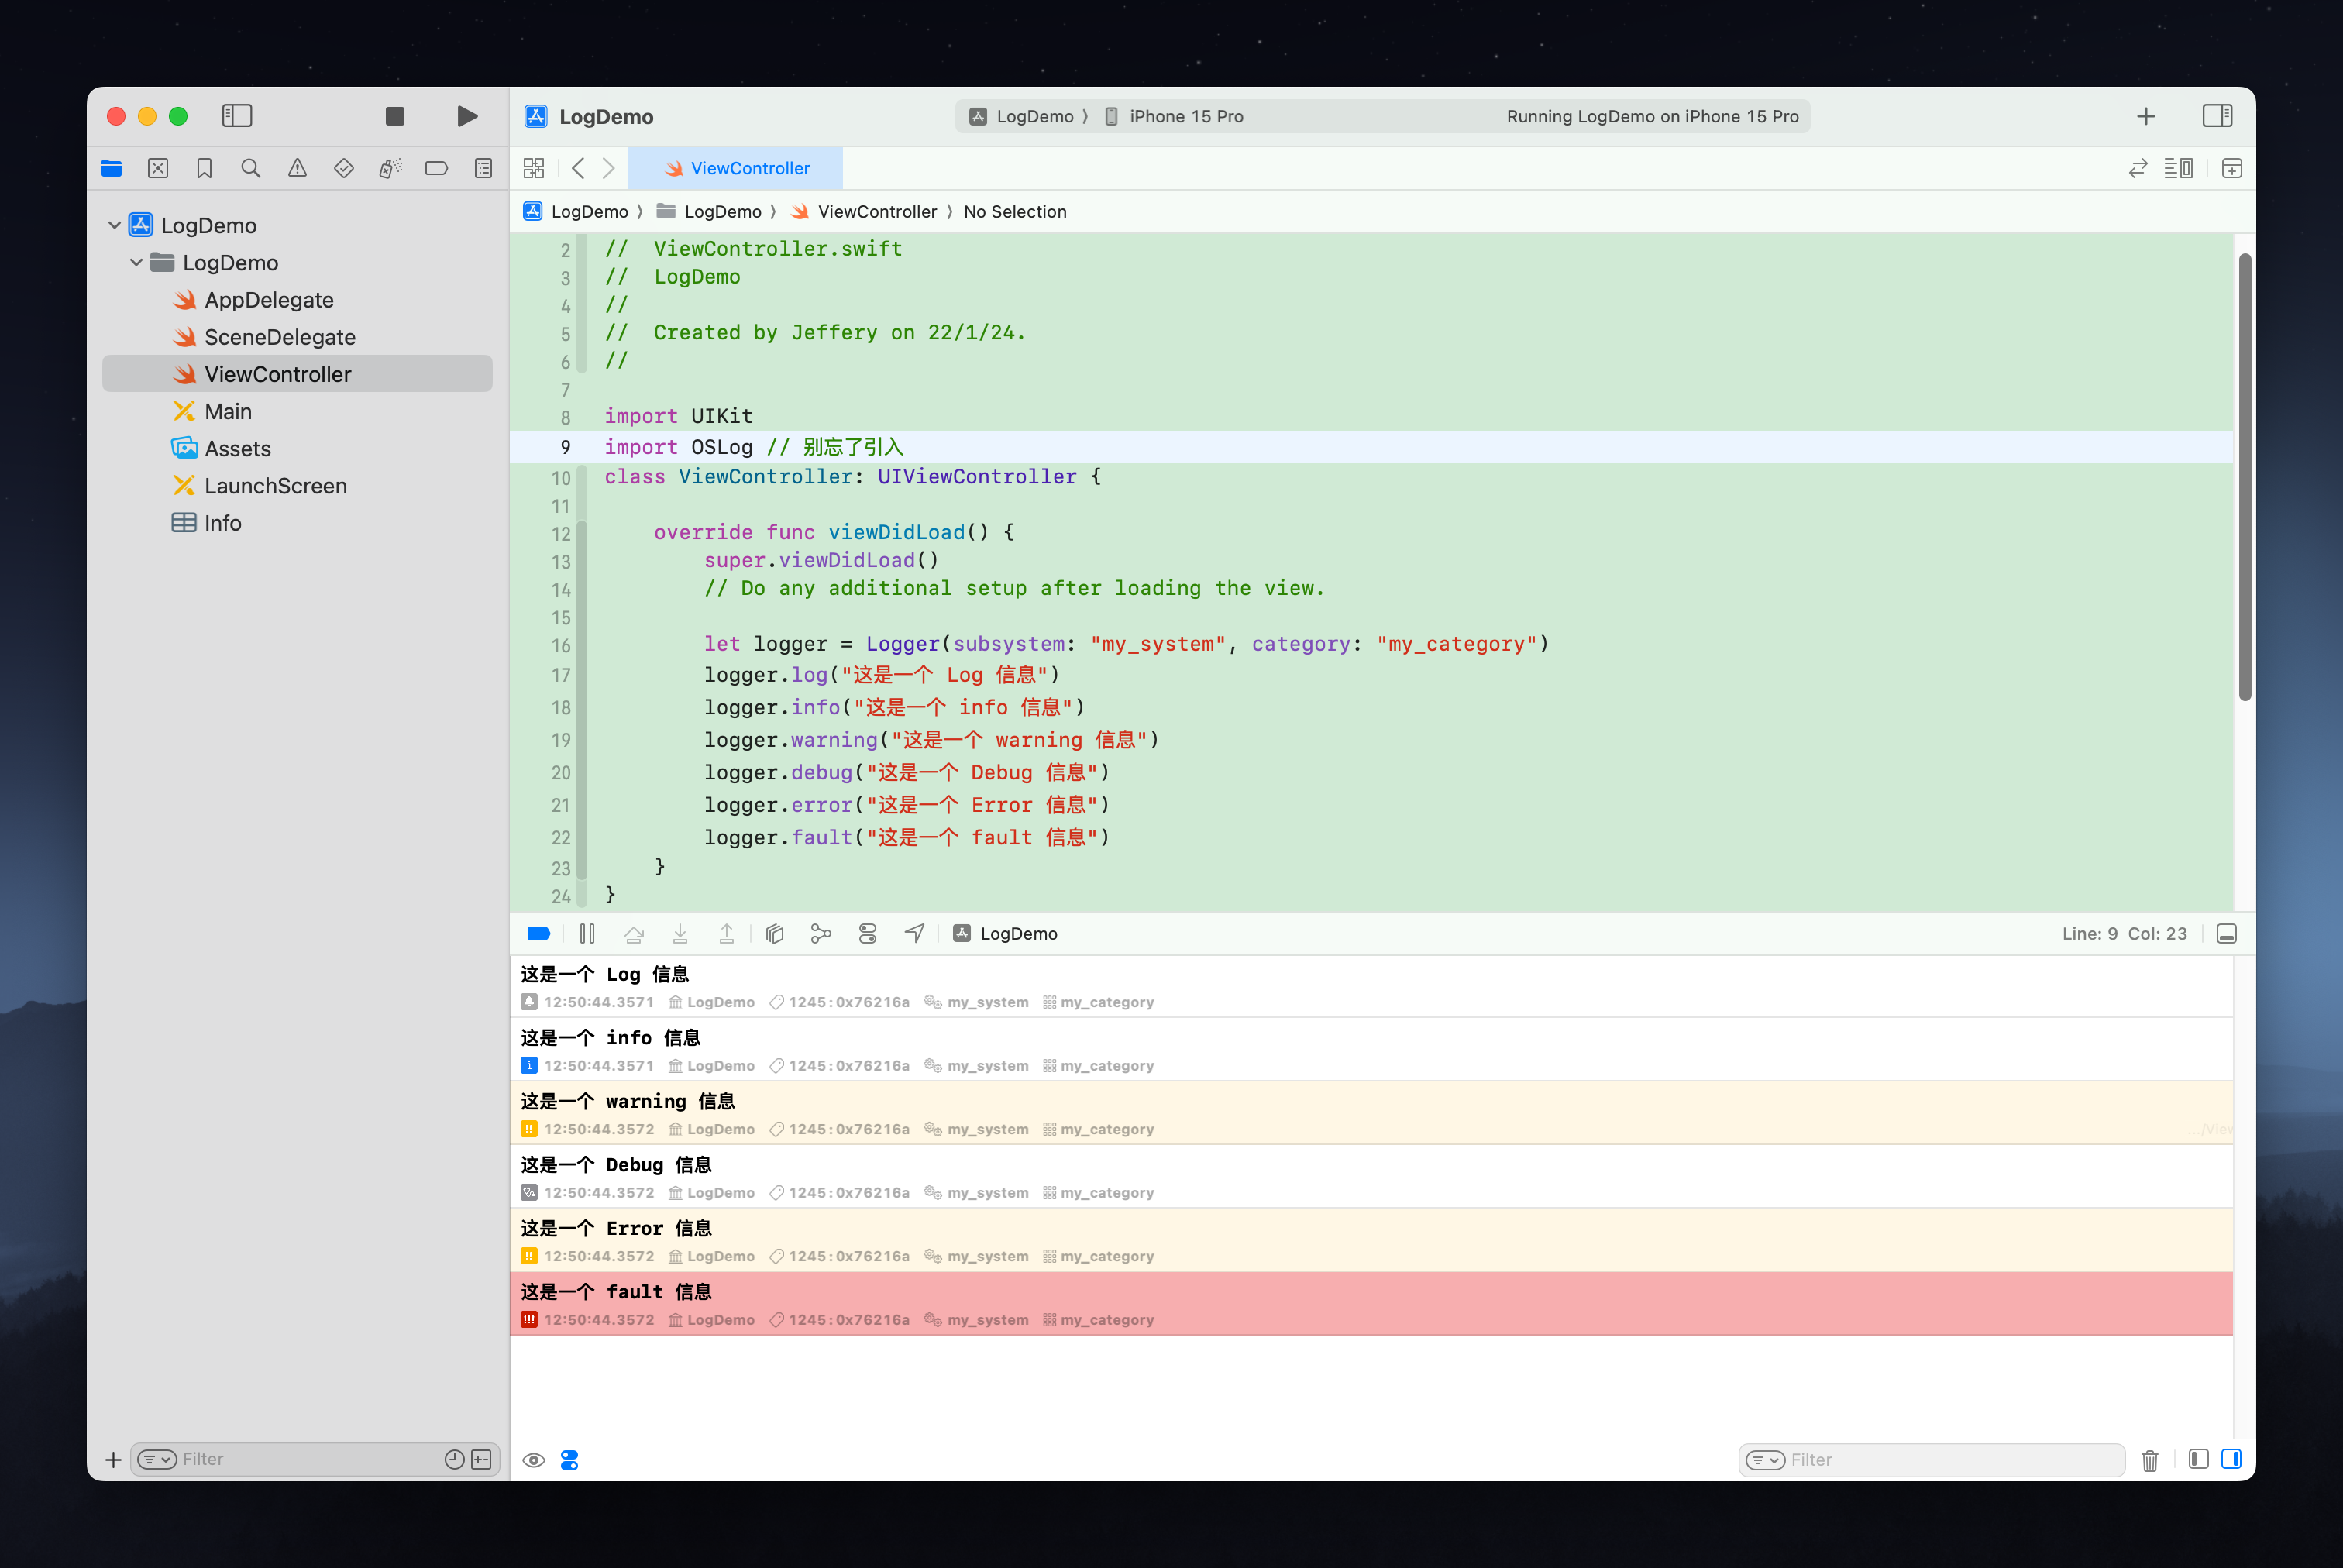 LogDemo
LogDemo 〉 iPhone 15 Pro
Running LogDemo on iPhone 15 Pro
ViewController
LogDemo 〉 LogDemo 〉 ViewController 〉 No Selection
LogDemo
LogDemo
AppDelegate
SceneDelegate
ViewController
Main
Assets
LaunchScreen
Info
Filter
2 //  ViewController.swift
3 //  LogDemo
4 //
5 //  Created by Jeffery on 22/1/24.
6 //
7
8 import UIKit
9 import OSLog // 别忘了引入
10 class ViewController: UIViewController {
11
12     override func viewDidLoad() {
13         super.viewDidLoad()
14         // Do any additional setup after loading the view.
15
16         let logger = Logger(subsystem: "my_system", category: "my_category")
17         logger.log("这是一个 Log 信息")
18         logger.info("这是一个 info 信息")
19         logger.warning("这是一个 warning 信息")
20         logger.debug("这是一个 Debug 信息")
21         logger.error("这是一个 Error 信息")
22         logger.fault("这是一个 fault 信息")
23     }
24 }
LogDemo
Line: 9 Col: 23
这是一个 Log 信息
12:50:44.3571 LogDemo 1245:0x76216a my_system my_category
这是一个 info 信息
12:50:44.3571 LogDemo 1245:0x76216a my_system my_category
这是一个 warning 信息
12:50:44.3572 LogDemo 1245:0x76216a my_system my_category
.../View
这是一个 Debug 信息
12:50:44.3572 LogDemo 1245:0x76216a my_system my_category
这是一个 Error 信息
12:50:44.3572 LogDemo 1245:0x76216a my_system my_category
这是一个 fault 信息
12:50:44.3572 LogDemo 1245:0x76216a my_system my_category
Filter